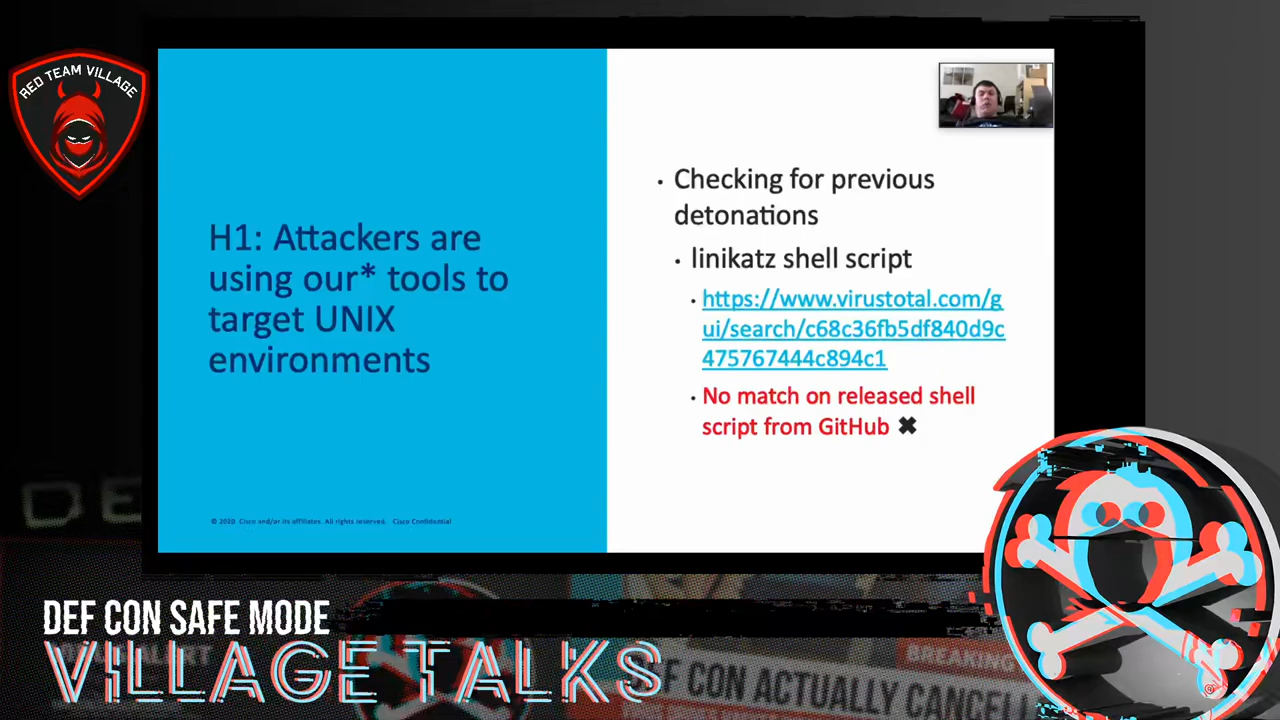 RED TEAM VILLAGE
H1: Attackers are
using our* tools to
target UNIX
environments
© 2020 Cisco and/or its affiliates. All rights reserved. Cisco Confidential
• Checking for previous
detonations
• linikatz shell script
• https://www.virustotal.com/g
ui/search/c68c36fb5df840d9c
475767444c894c1
• No match on released shell
script from GitHub ✖
DEF CON SAFE MODE
VILLAGE TALKS
BREAKING
DEF CON ACTUALLY CANCELL